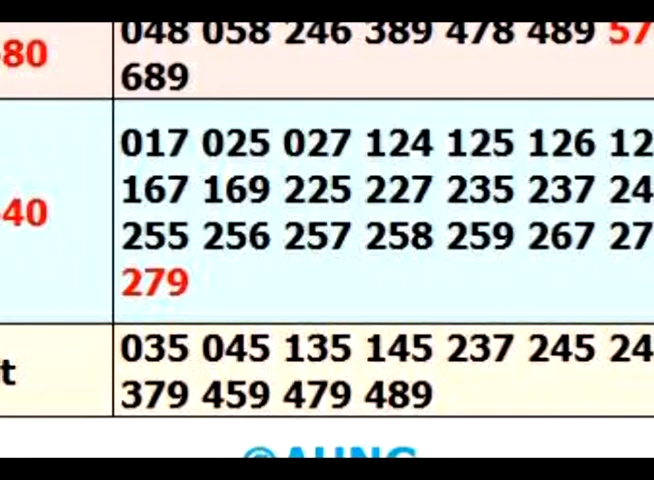 80 048 058 246 389 478 489 57
689
017 025 027 124 125 126 12
167 169 225 227 235 237 24
40
255 256 257 258 259 267 27
279
035 045 135 145 237 245 24
t
379 459 479 489
@AUNG